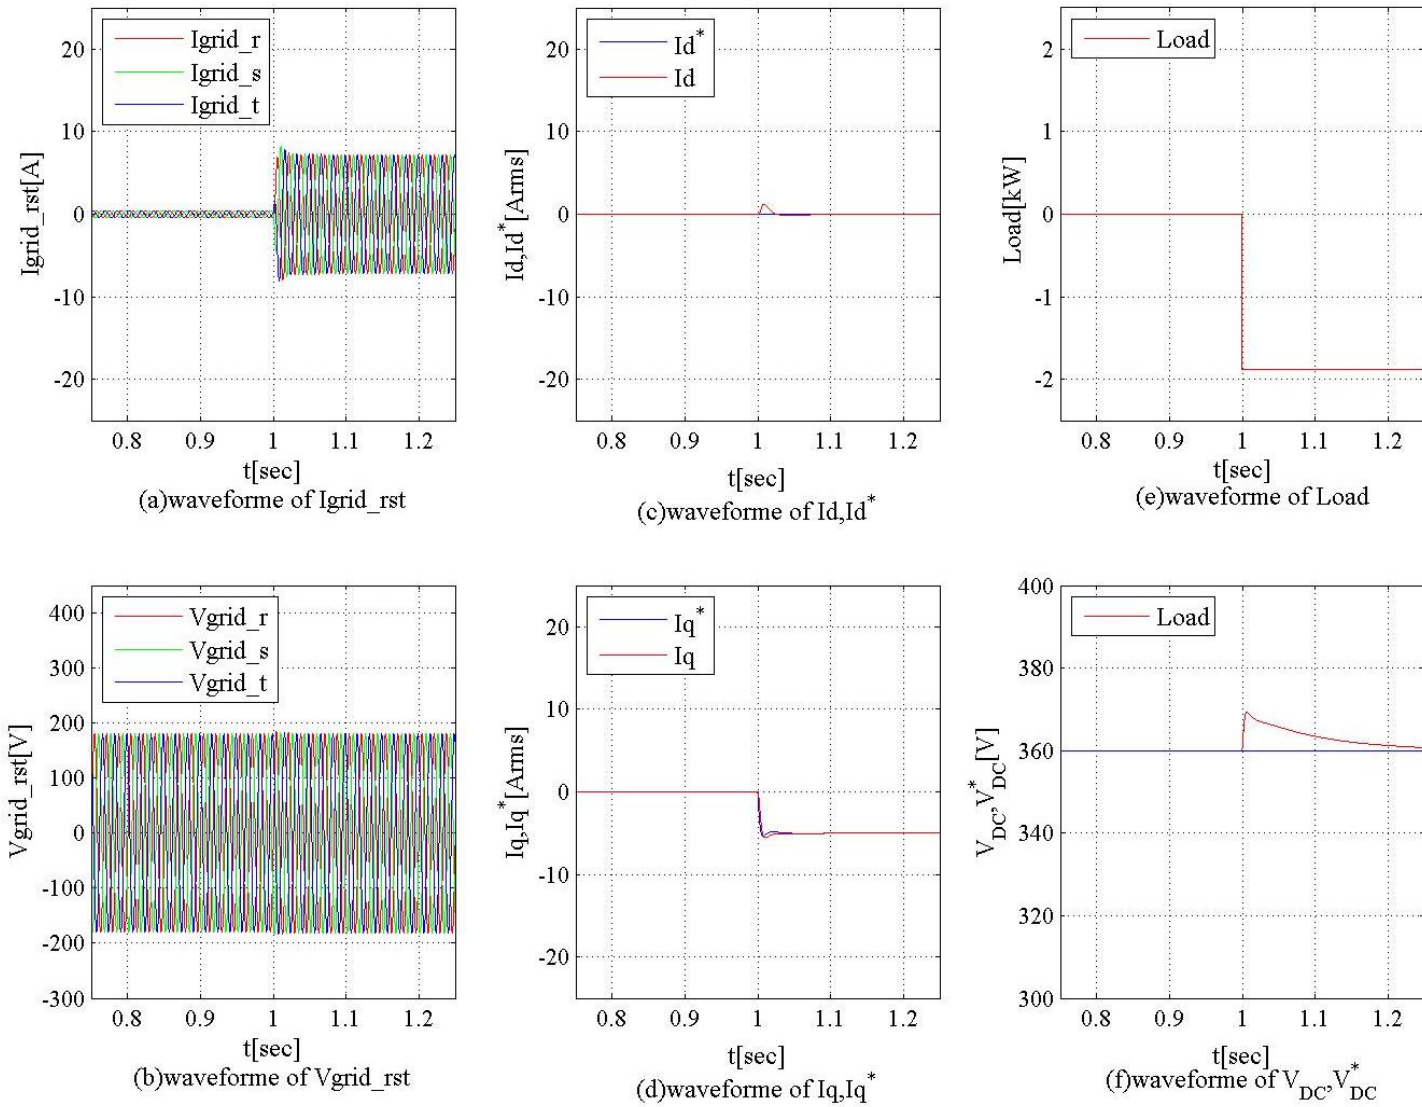 Igrid_rst[A]
20
10
0
-10
-20
Igrid_r
Igrid_s
Igrid_t
0.8 0.9 1 1.1 1.2
t[sec]
(a)waveforme of Igrid_rst
Id,Id*[Arms]
20
10
0
-10
-20
Id*
Id
0.8 0.9 1 1.1 1.2
t[sec]
(c)waveforme of Id,Id*
Load[kW]
2
1
0
-1
-2
Load
0.8 0.9 1 1.1 1.2
t[sec]
(e)waveforme of Load
Vgrid_rst[V]
400
300
200
100
0
-100
-200
-300
Vgrid_r
Vgrid_s
Vgrid_t
0.8 0.9 1 1.1 1.2
t[sec]
(b)waveforme of Vgrid_rst
Iq,Iq*[Arms]
20
10
0
-10
-20
Iq*
Iq
0.8 0.9 1 1.1 1.2
t[sec]
(d)waveforme of Iq,Iq*
V_DC,V*_DC[V]
400
380
360
340
320
300
Load
0.8 0.9 1 1.1 1.2
t[sec]
(f)waveforme of V_DC,V*_DC